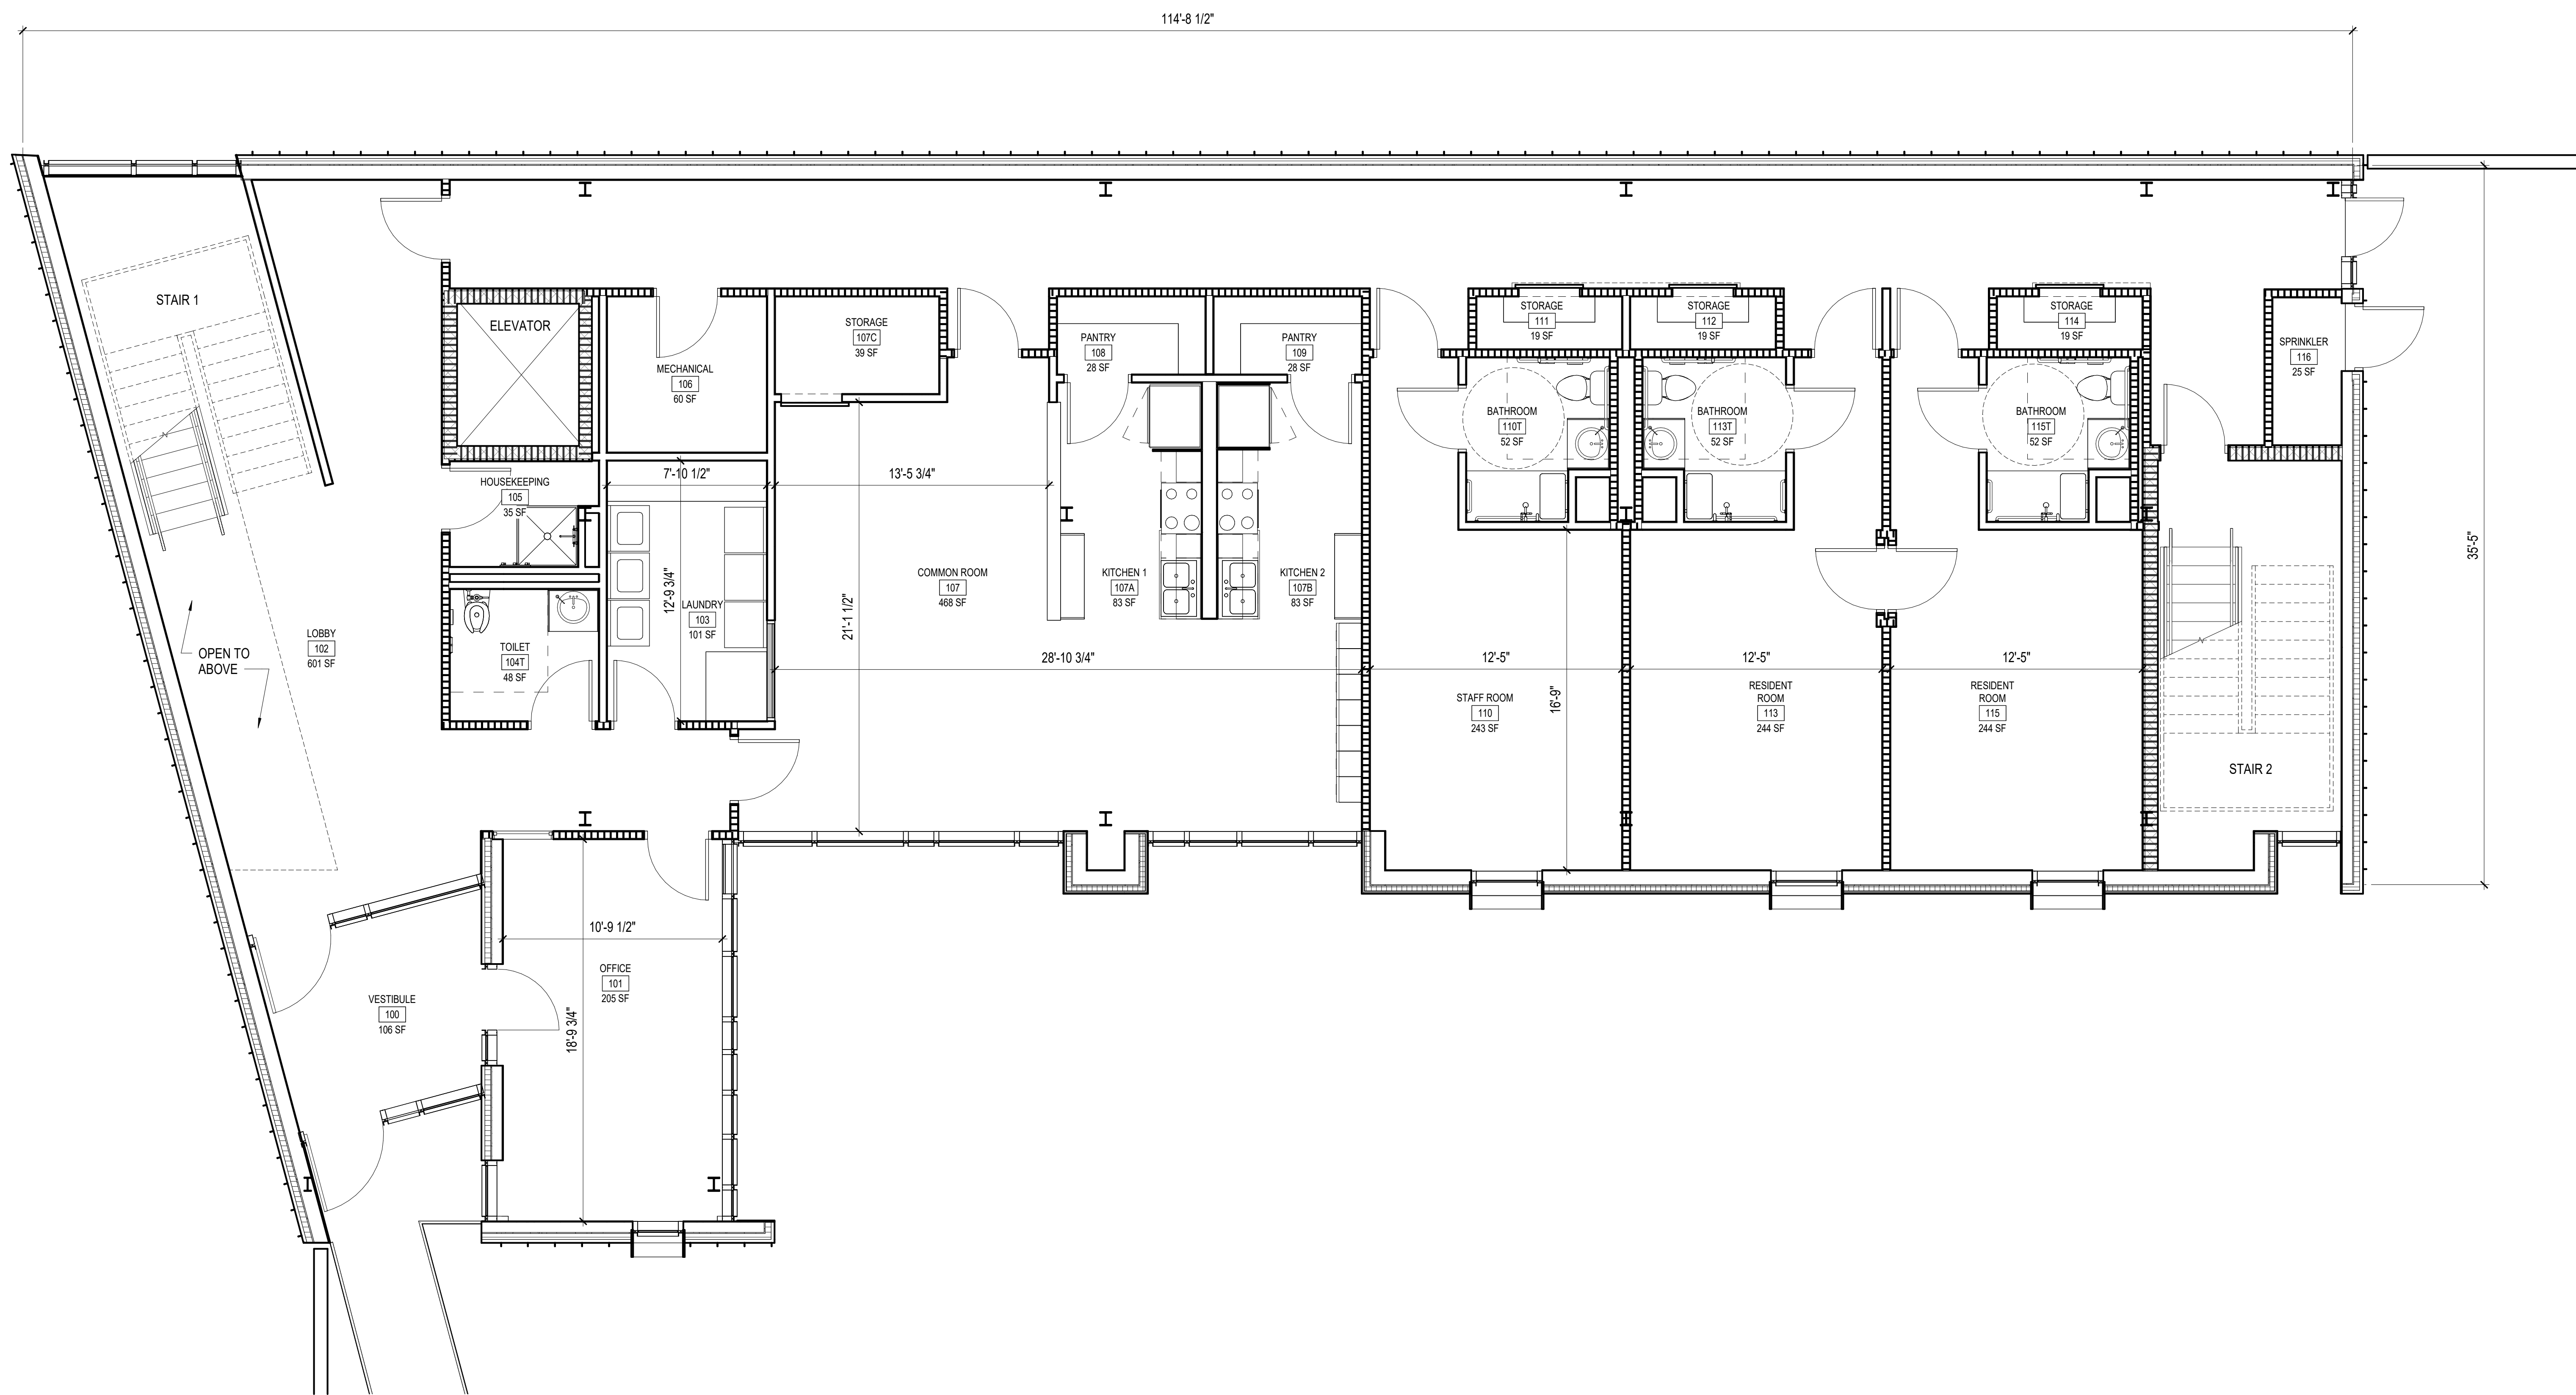 114'-8 1/2"
STAIR 1
ELEVATOR
MECHANICAL
106
60 SF
STORAGE
107C
39 SF
PANTRY
108
28 SF
PANTRY
109
28 SF
STORAGE
111
19 SF
STORAGE
112
19 SF
STORAGE
114
19 SF
SPRINKLER
116
25 SF
BATHROOM
110T
52 SF
BATHROOM
113T
52 SF
BATHROOM
115T
52 SF
HOUSEKEEPING
105
35 SF
7'-10 1/2"
13'-5 3/4"
35'-5"
12'-9 3/4"
LAUNDRY
103
101 SF
21'-1 1/2"
COMMON ROOM
107
468 SF
KITCHEN 1
107A
83 SF
KITCHEN 2
107B
83 SF
LOBBY
102
601 SF
OPEN TO
ABOVE
TOILET
104T
48 SF
28'-10 3/4"
12'-5"
12'-5"
12'-5"
STAFF ROOM
110
243 SF
16'-9"
RESIDENT
ROOM
113
244 SF
RESIDENT
ROOM
115
244 SF
STAIR 2
10'-9 1/2"
OFFICE
101
205 SF
18'-9 3/4"
VESTIBULE
100
106 SF